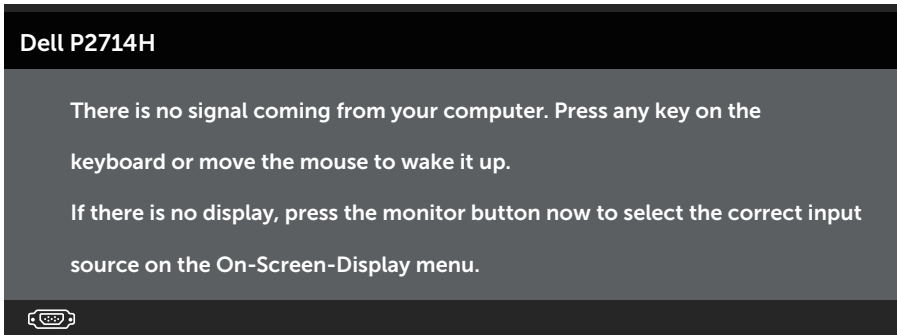 Dell P2714H
There is no signal coming from your computer. Press any key on the
keyboard or move the mouse to wake it up.
If there is no display, press the monitor button now to select the correct input
source on the On-Screen-Display menu.